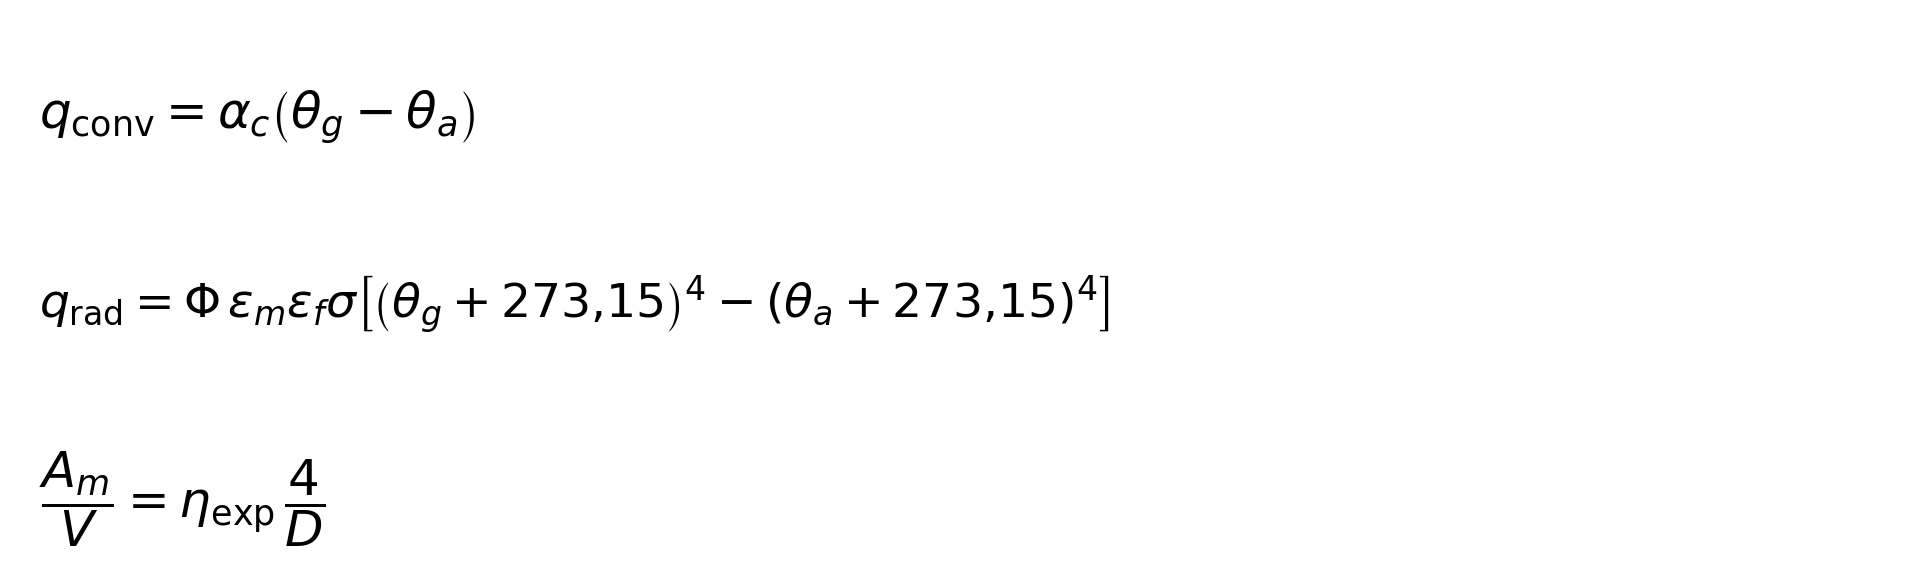 q_conv = α_c(θ_g − θ_a)
q_rad = Φ ε_m ε_f σ[(θ_g + 273,15)^4 − (θ_a + 273,15)^4]
A_m/V = η_exp 4/D